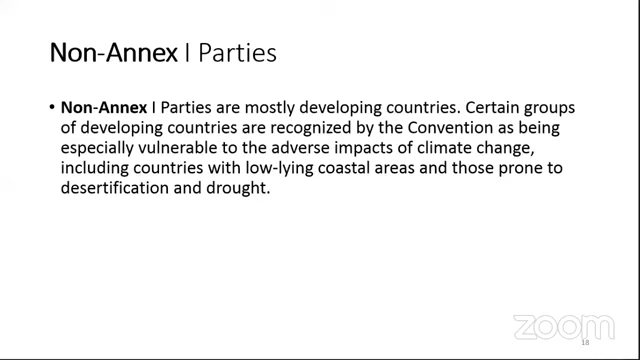 Non-Annex I Parties
• Non-Annex I Parties are mostly developing countries. Certain groups
of developing countries are recognized by the Convention as being
especially vulnerable to the adverse impacts of climate change,
including countries with low-lying coastal areas and those prone to
desertification and drought.
zoom
18